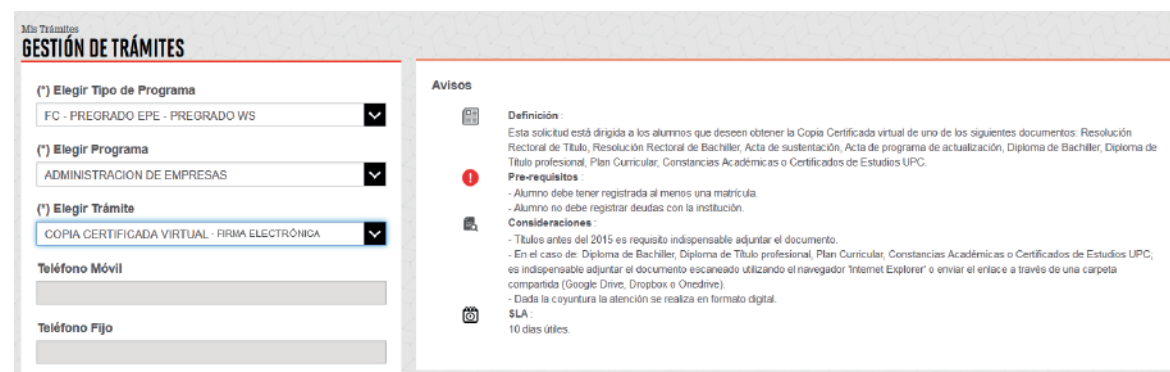 Mis Trámites
GESTIÓN DE TRÁMITES
(*) Elegir Tipo de Programa
FC - PREGRADO EPE - PREGRADO WS
(*) Elegir Programa
ADMINISTRACION DE EMPRESAS
(*) Elegir Trámite
COPIA CERTIFICADA VIRTUAL - FIRMA ELECTRÓNICA
Teléfono Móvil
Teléfono Fijo
Avisos
Definición :
Esta solicitud está dirigida a los alumnos que deseen obtener la Copia Certificada virtual de uno de los siguientes documentos: Resolución
Rectoral de Título, Resolución Rectoral de Bachiller, Acta de sustentación, Acta de programa de actualización, Diploma de Bachiller, Diploma de
Título profesional, Plan Curricular, Constancias Académicas o Certificados de Estudios UPC.
Pre-requisitos :
- Alumno debe tener registrada al menos una matrícula.
- Alumno no debe registrar deudas con la institución.
Consideraciones :
- Títulos antes del 2015 es requisito indispensable adjuntar el documento.
- En el caso de: Diploma de Bachiller, Diploma de Título profesional, Plan Curricular, Constancias Académicas o Certificados de Estudios UPC;
es indispensable adjuntar el documento escaneado utilizando el navegador 'Internet Explorer' o enviar el enlace a través de una carpeta
compartida (Google Drive, Dropbox o Onedrive).
- Dada la coyuntura la atención se realiza en formato digital.
SLA :
10 días útiles.